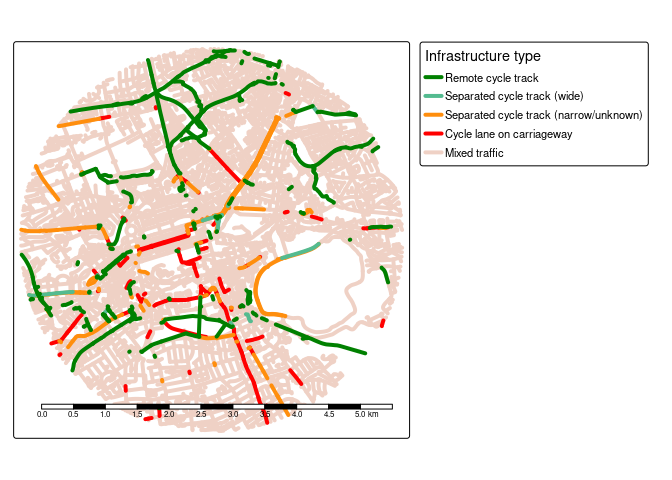 Infrastructure type
Remote cycle track
Separated cycle track (wide)
Separated cycle track (narrow/unknown)
Cycle lane on carriageway
Mixed traffic
0.0 0.5 1.0 1.5 2.0 2.5 3.0 3.5 4.0 4.5 5.0 km